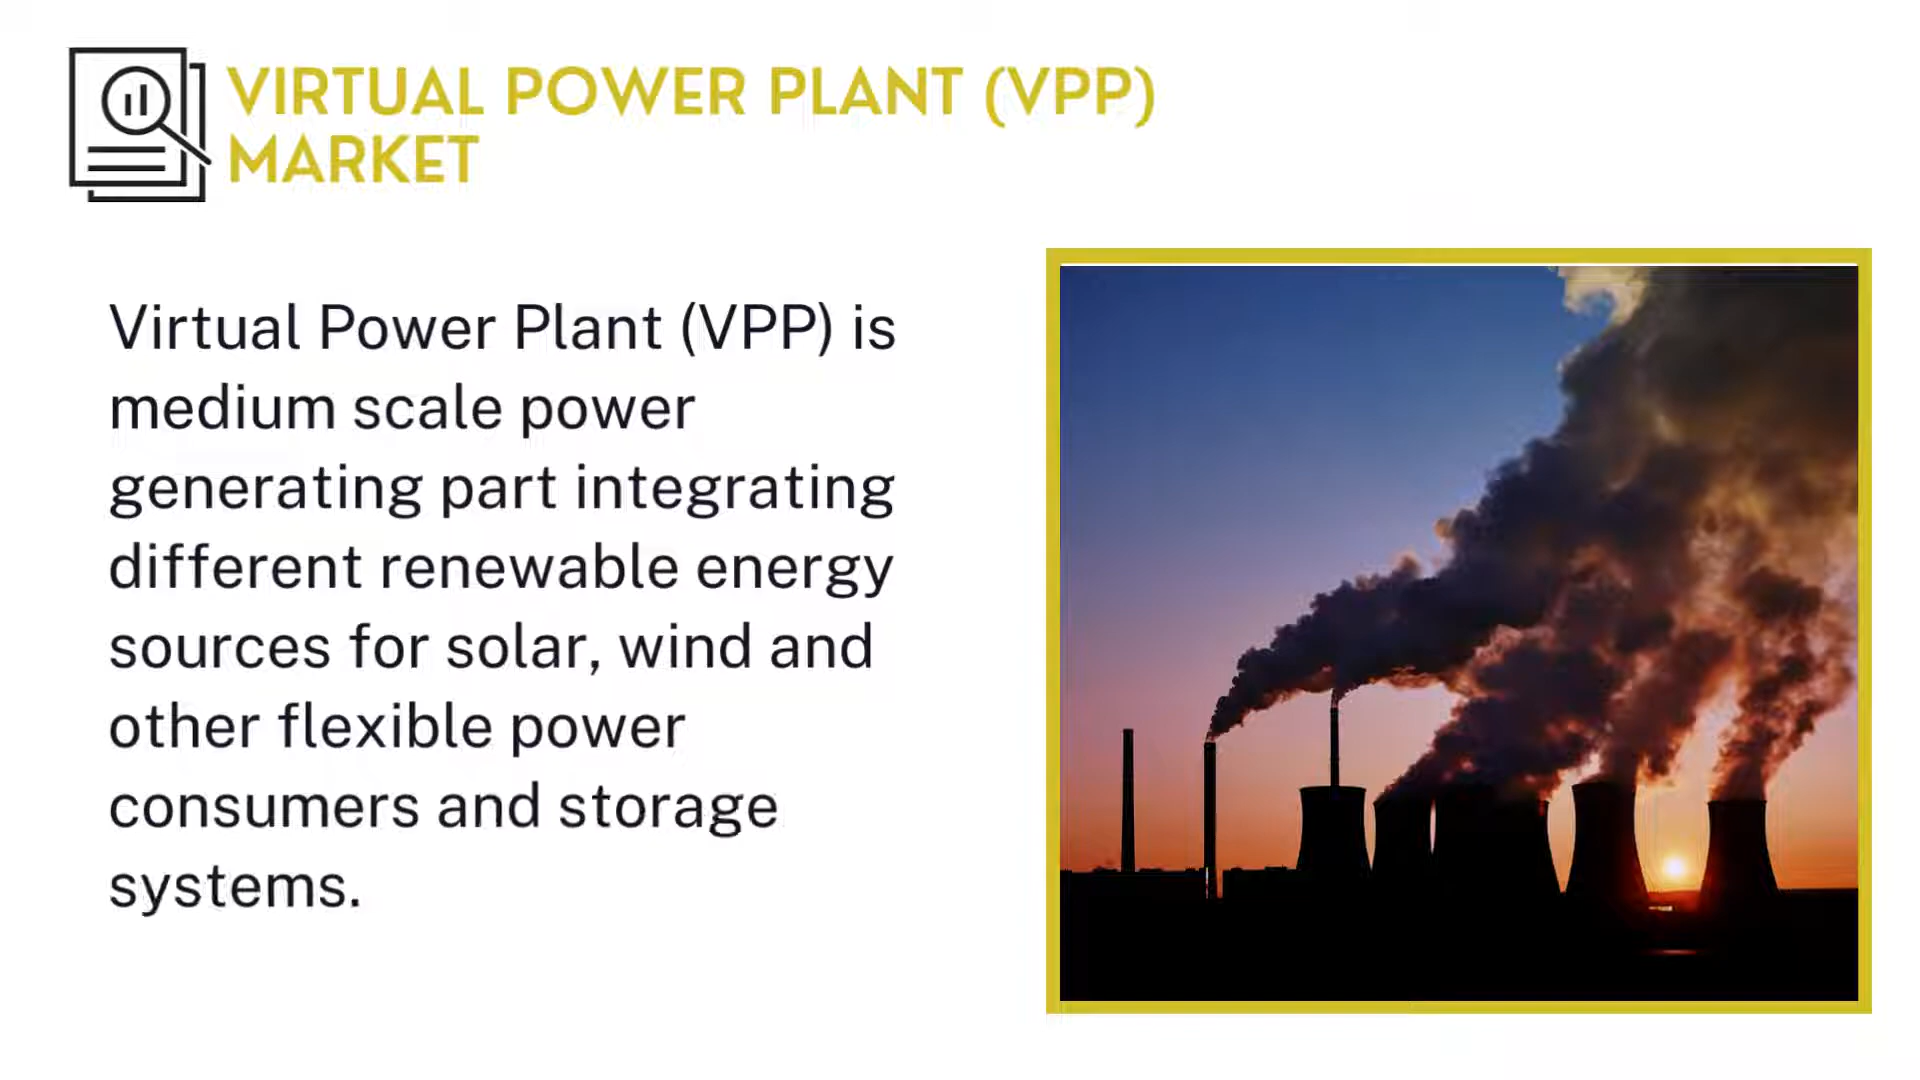 VIRTUAL POWER PLANT (VPP)
MARKET
Virtual Power Plant (VPP) is
medium scale power
generating part integrating
different renewable energy
sources for solar, wind and
other flexible power
consumers and storage
systems.